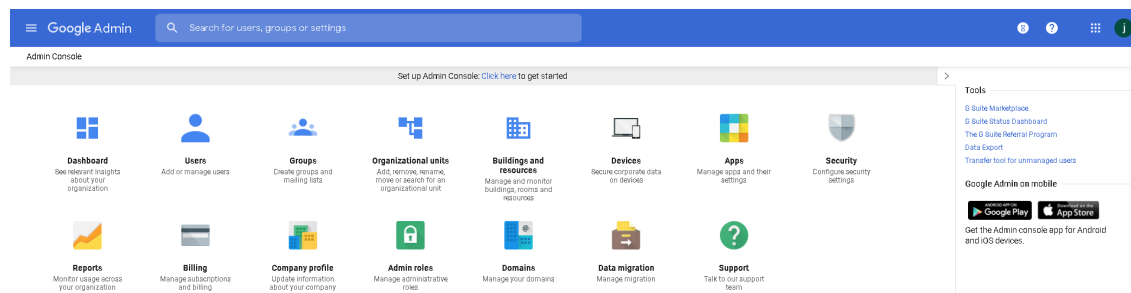 Google Admin
Search for users, groups or settings
j
Admin Console
Set up Admin Console: Click here to get started
Dashboard
See relevant insights
about your
organization
Users
Add or manage users
Groups
Create groups and
mailing lists
Organizational units
Add, remove, rename,
move or search for an
organizational unit
Buildings and
resources
Manage and monitor
buildings, rooms and
resources
Devices
Secure corporate data
on devices
Apps
Manage apps and their
settings
Security
Configure security
settings
Reports
Monitor usage across
your organization
Billing
Manage subscriptions
and billing
Company profile
Update information
about your company
Admin roles
Manage administrative
roles
Domains
Manage your domains
Data migration
Manage migration
Support
Talk to our support
team
Tools
G Suite Marketplace
G Suite Status Dashboard
The G Suite Referral Program
Data Export
Transfer tool for unmanaged users
Google Admin on mobile
ANDROID APP ON
Google Play
Download on the
App Store
Get the Admin console app for Android
and iOS devices.